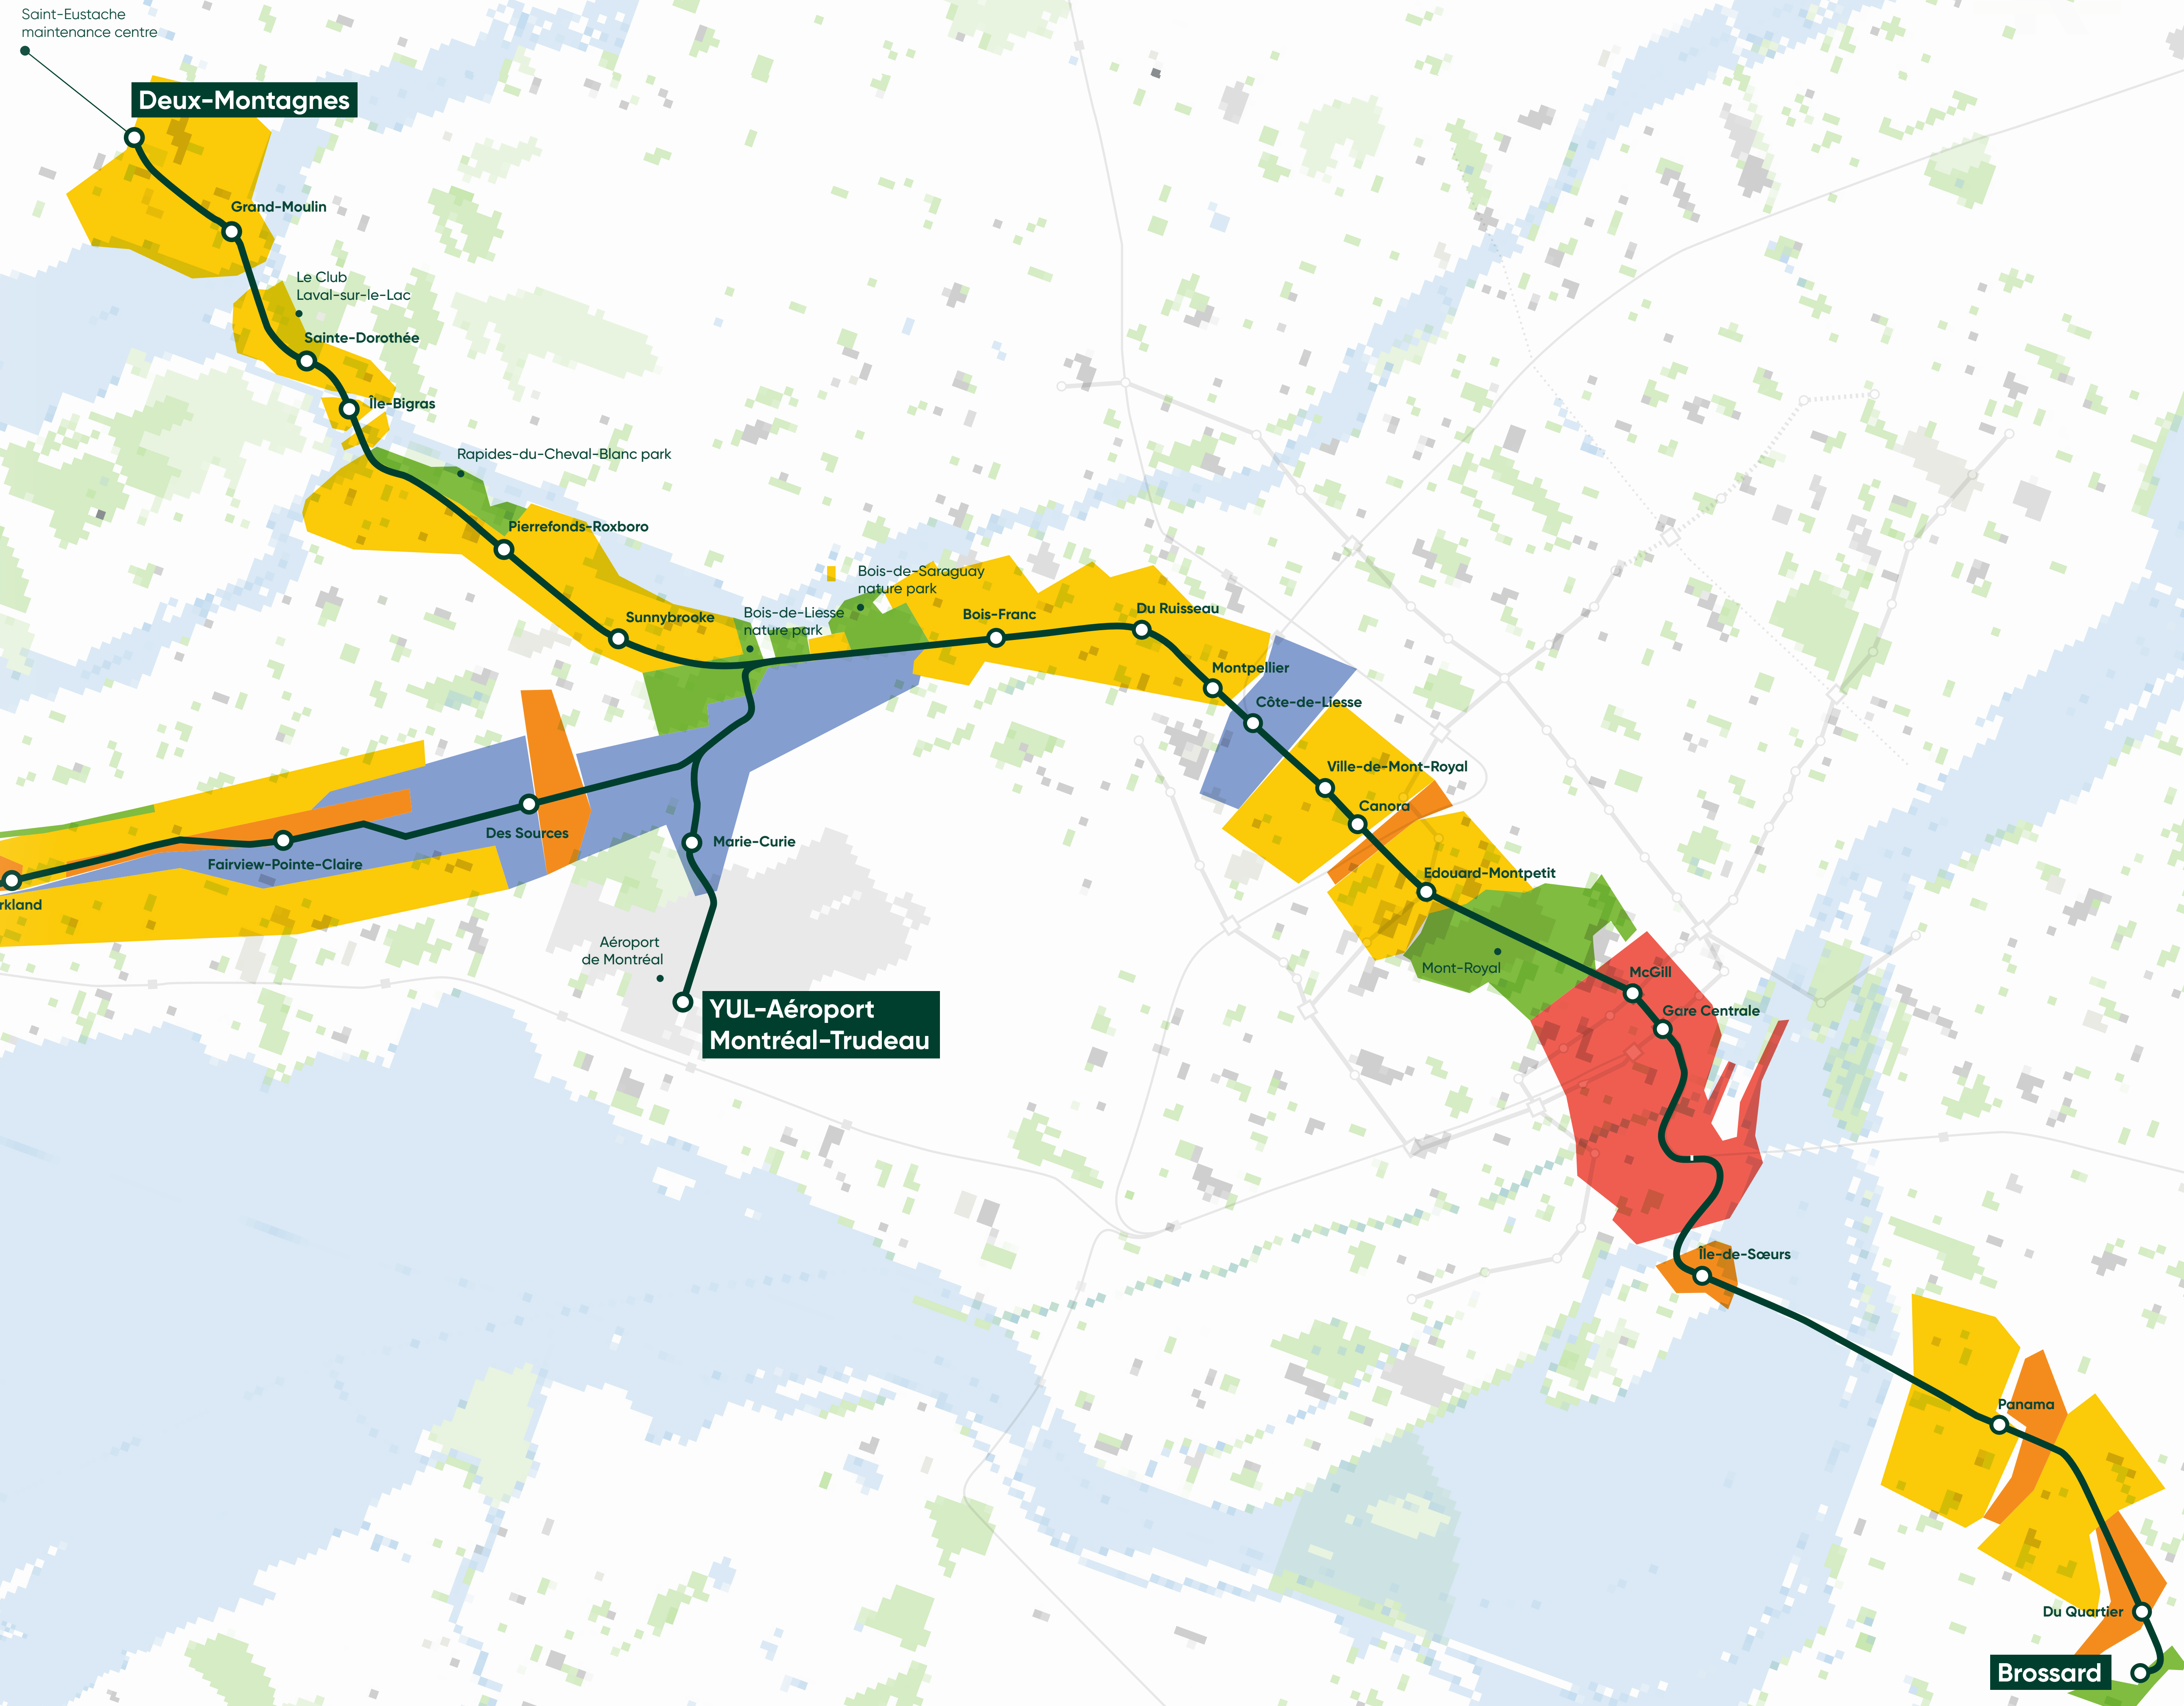 Saint-Eustache
maintenance centre
Deux-Montagnes
Grand-Moulin
Le Club
Laval-sur-le-Lac
Sainte-Dorothée
Île-Bigras
Rapides-du-Cheval-Blanc park
Pierrefonds-Roxboro
Sunnybrooke
Bois-de-Liesse
nature park
Bois-de-Saraguay
nature park
Bois-Franc
Du Ruisseau
Montpellier
Côte-de-Liesse
Ville-de-Mont-Royal
Canora
Edouard-Montpetit
Mont-Royal
McGill
Gare Centrale
Île-de-Sœurs
Panama
Du Quartier
Brossard
Des Sources
Fairview-Pointe-Claire
rkland
Marie-Curie
Aéroport
de Montréal
YUL-Aéroport
Montréal-Trudeau